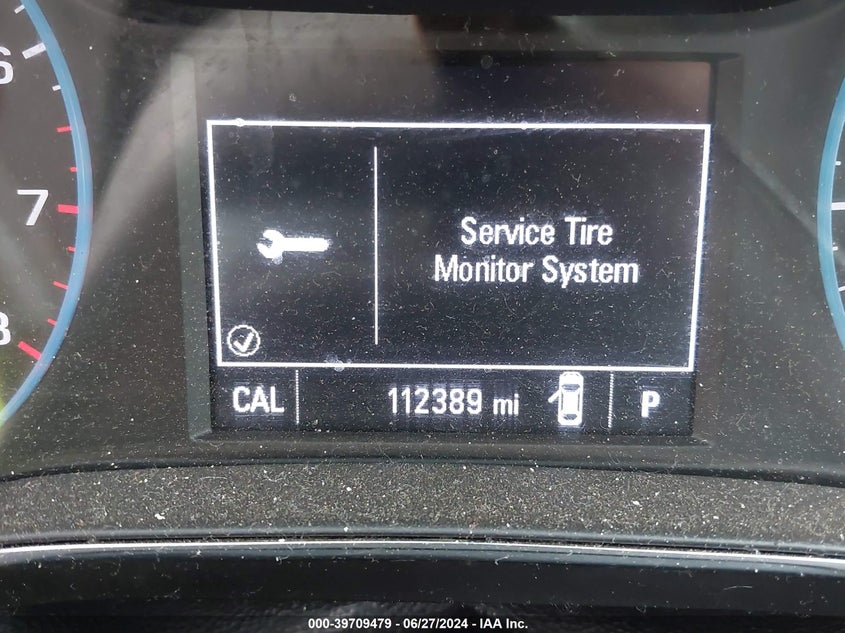 6
7
8
Service Tire
Monitor System
CAL 112389 mi P
000-39709479 - 06/27/2024 - IAA Inc.